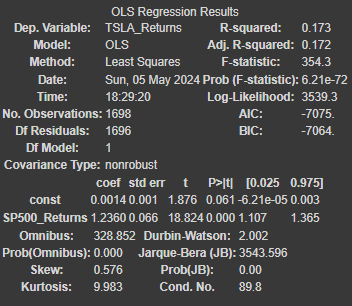 OLS Regression Results
Dep. Variable: TSLA_Returns R-squared: 0.173
Model: OLS Adj. R-squared: 0.172
Method: Least Squares F-statistic: 354.3
Date: Sun, 05 May 2024 Prob (F-statistic): 6.21e-72
Time: 18:29:20 Log-Likelihood: 3539.3
No. Observations: 1698 AIC: -7075.
Df Residuals: 1696 BIC: -7064.
Df Model: 1
Covariance Type: nonrobust
coef std err t P>|t| [0.025 0.975]
const 0.0014 0.001 1.876 0.061 -6.21e-05 0.003
SP500_Returns 1.2360 0.066 18.824 0.000 1.107 1.365
Omnibus: 328.852 Durbin-Watson: 2.002
Prob(Omnibus): 0.000 Jarque-Bera (JB): 3543.596
Skew: 0.576 Prob(JB): 0.00
Kurtosis: 9.983 Cond. No. 89.8